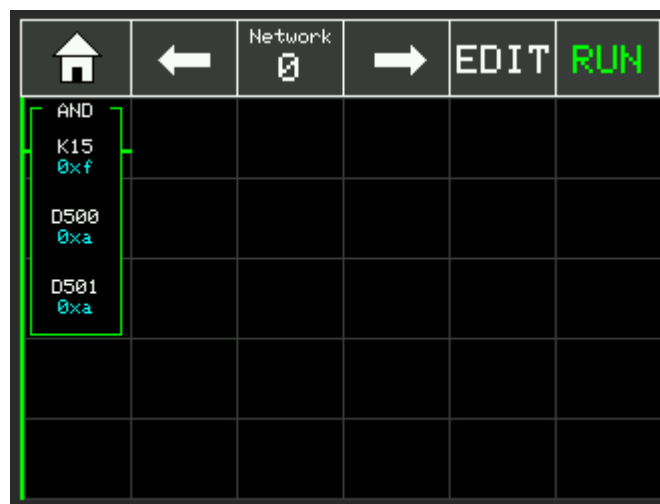 Network
0
EDIT
RUN
AND
K15
0xf
D500
0xa
D501
0xa